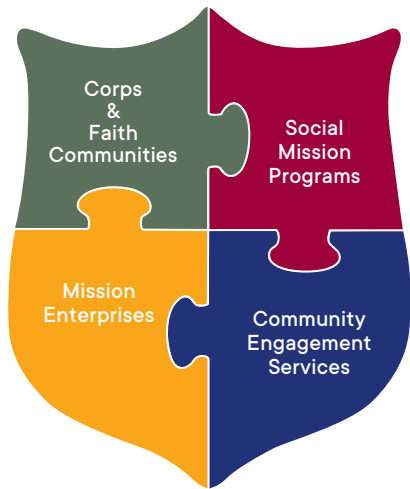 Corps
&
Faith
Communities
Social
Mission
Programs
Mission
Enterprises
Community
Engagement
Services